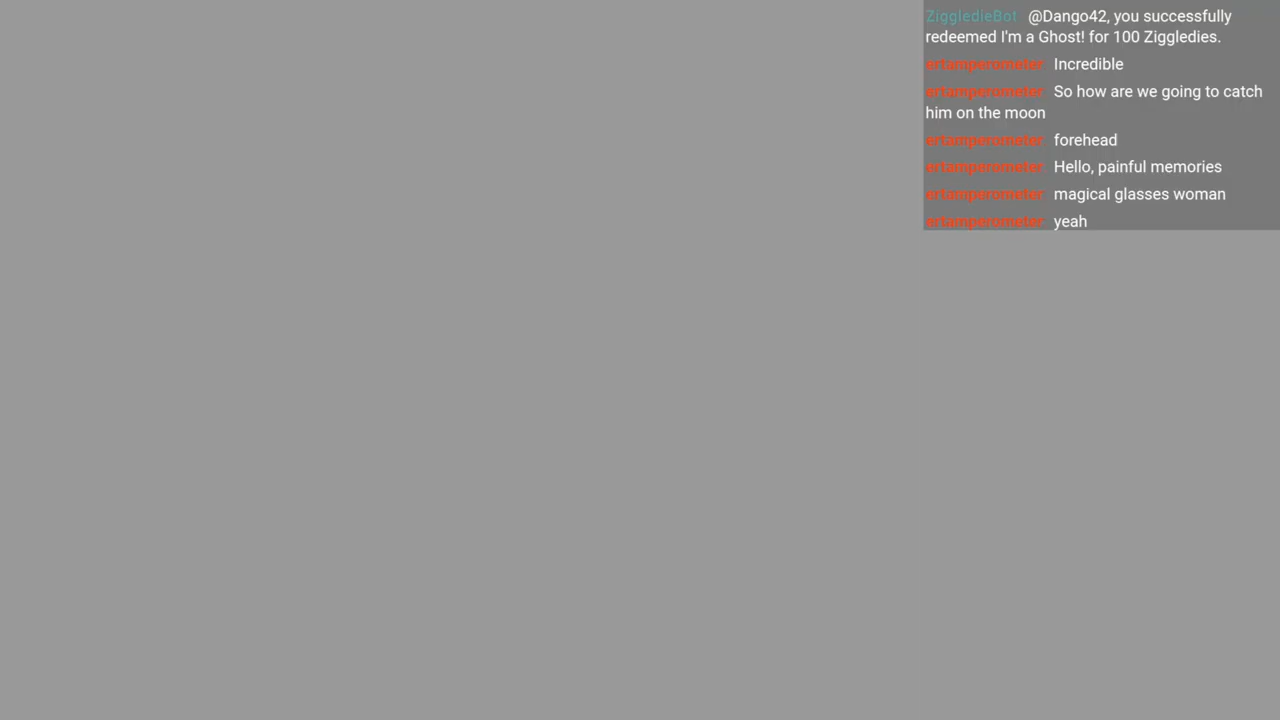 ZiggledieBot @Dango42, you successfully
redeemed I'm a Ghost! for 100 Ziggledies.
ertamperometer Incredible
ertamperometer So how are we going to catch
him on the moon
ertamperometer forehead
ertamperometer Hello, painful memories
ertamperometer magical glasses woman
ertamperometer yeah